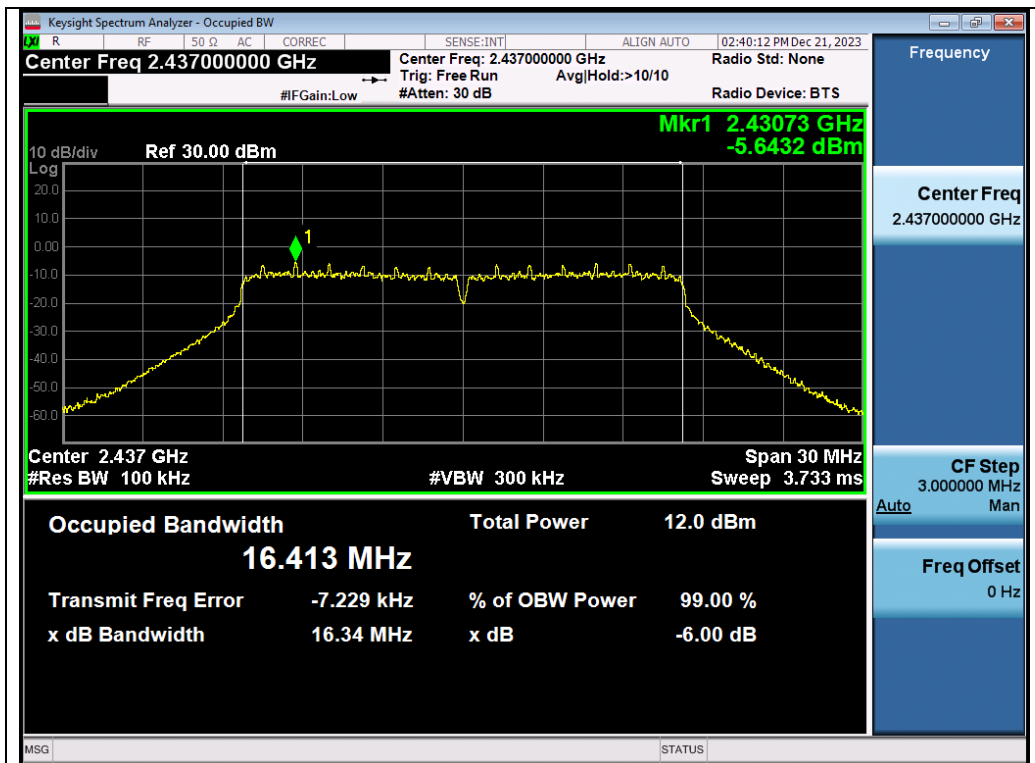 Keysight Spectrum Analyzer - Occupied BW
LXI R RF 50 Ω AC CORREC SENSE:INT ALIGN AUTO 02:40:12 PM Dec 21, 2023
Center Freq 2.437000000 GHz
Center Freq: 2.437000000 GHz Radio Std: None
Trig: Free Run Avg|Hold:>10/10
#IFGain:Low #Atten: 30 dB Radio Device: BTS
Frequency
Mkr1 2.43073 GHz
-5.6432 dBm
10 dB/div Ref 30.00 dBm
Log
20.0
10.0
0.00
-10.0
-20.0
-30.0
-40.0
-50.0
-60.0
1
Center 2.437 GHz Span 30 MHz
#Res BW 100 kHz #VBW 300 kHz Sweep 3.733 ms
Center Freq
2.437000000 GHz
CF Step
3.000000 MHz
Auto Man
Freq Offset
0 Hz
Occupied Bandwidth Total Power 12.0 dBm
16.413 MHz
Transmit Freq Error -7.229 kHz % of OBW Power 99.00 %
x dB Bandwidth 16.34 MHz x dB -6.00 dB
MSG STATUS